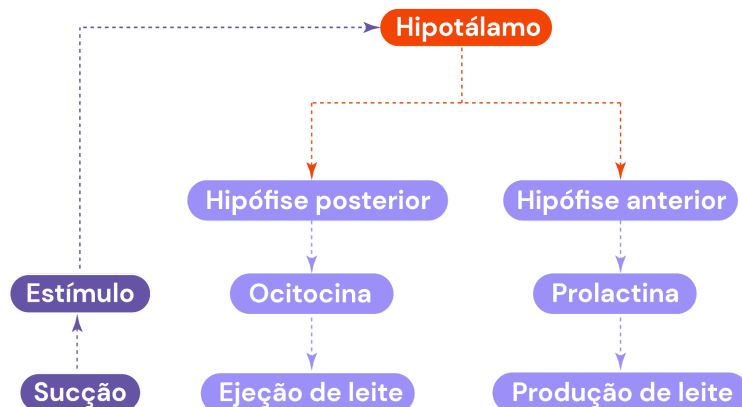 Hipotálamo
Hipófise posterior
Hipófise anterior
Estímulo
Ocitocina
Prolactina
Sucção
Ejeção de leite
Produção de leite